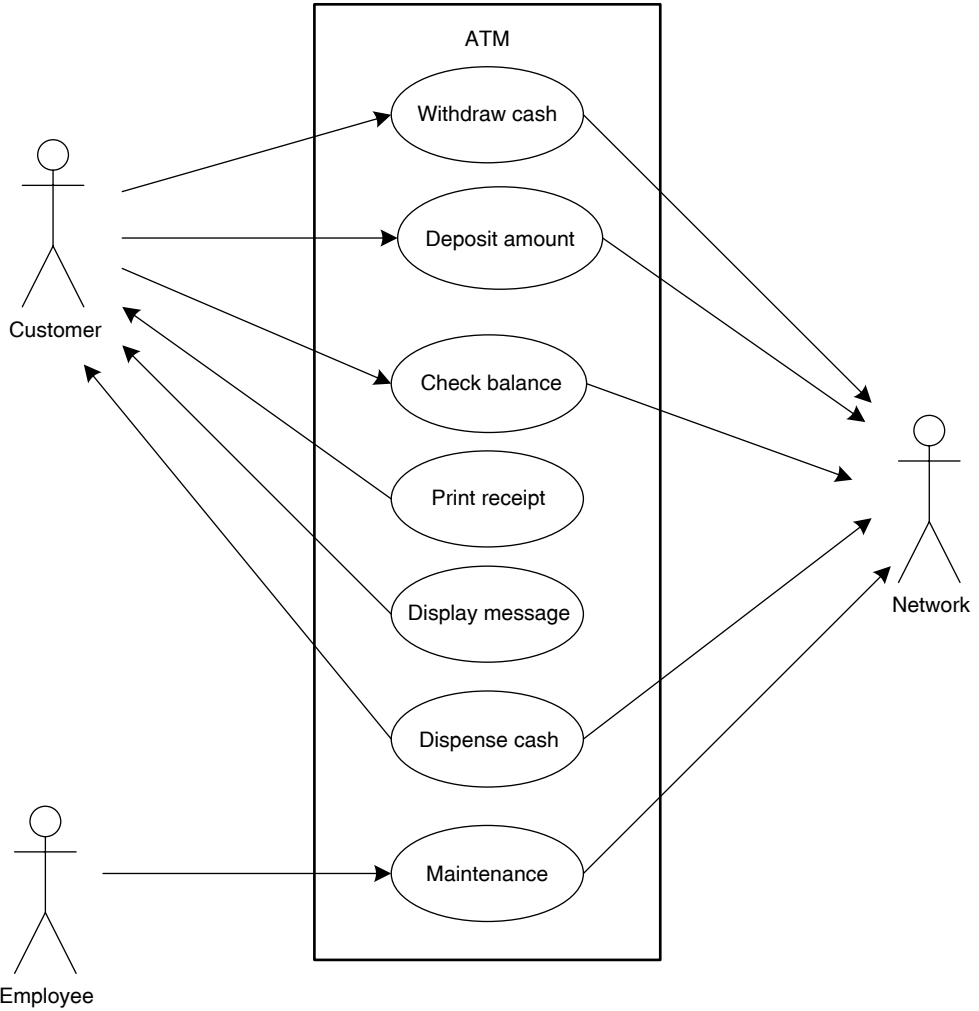 ATM
Withdraw cash
Deposit amount
Customer
Check balance
Print receipt
Network
Display message
Dispense cash
Maintenance
Employee